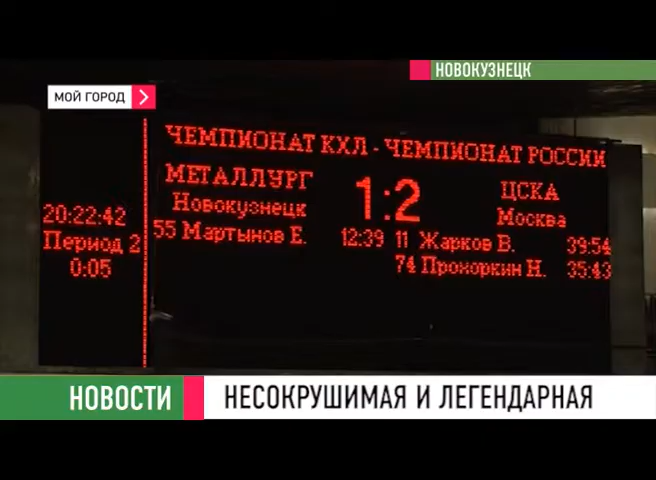 НОВОКУЗНЕЦК
МОЙ ГОРОД
ЧЕМПИОНАТ КХЛ - ЧЕМПИОНАТ РОССИИ
МЕТАЛЛУРГ 1:2 ЦСКА
Новокузнецк Москва
20:22:42
Период 2
0:05
55 Мартынов Е. 12:39 11 Жарков В. 39:54
74 Прохоркин Н. 35:43
НОВОСТИ НЕСОКРУШИМАЯ И ЛЕГЕНДАРНАЯ